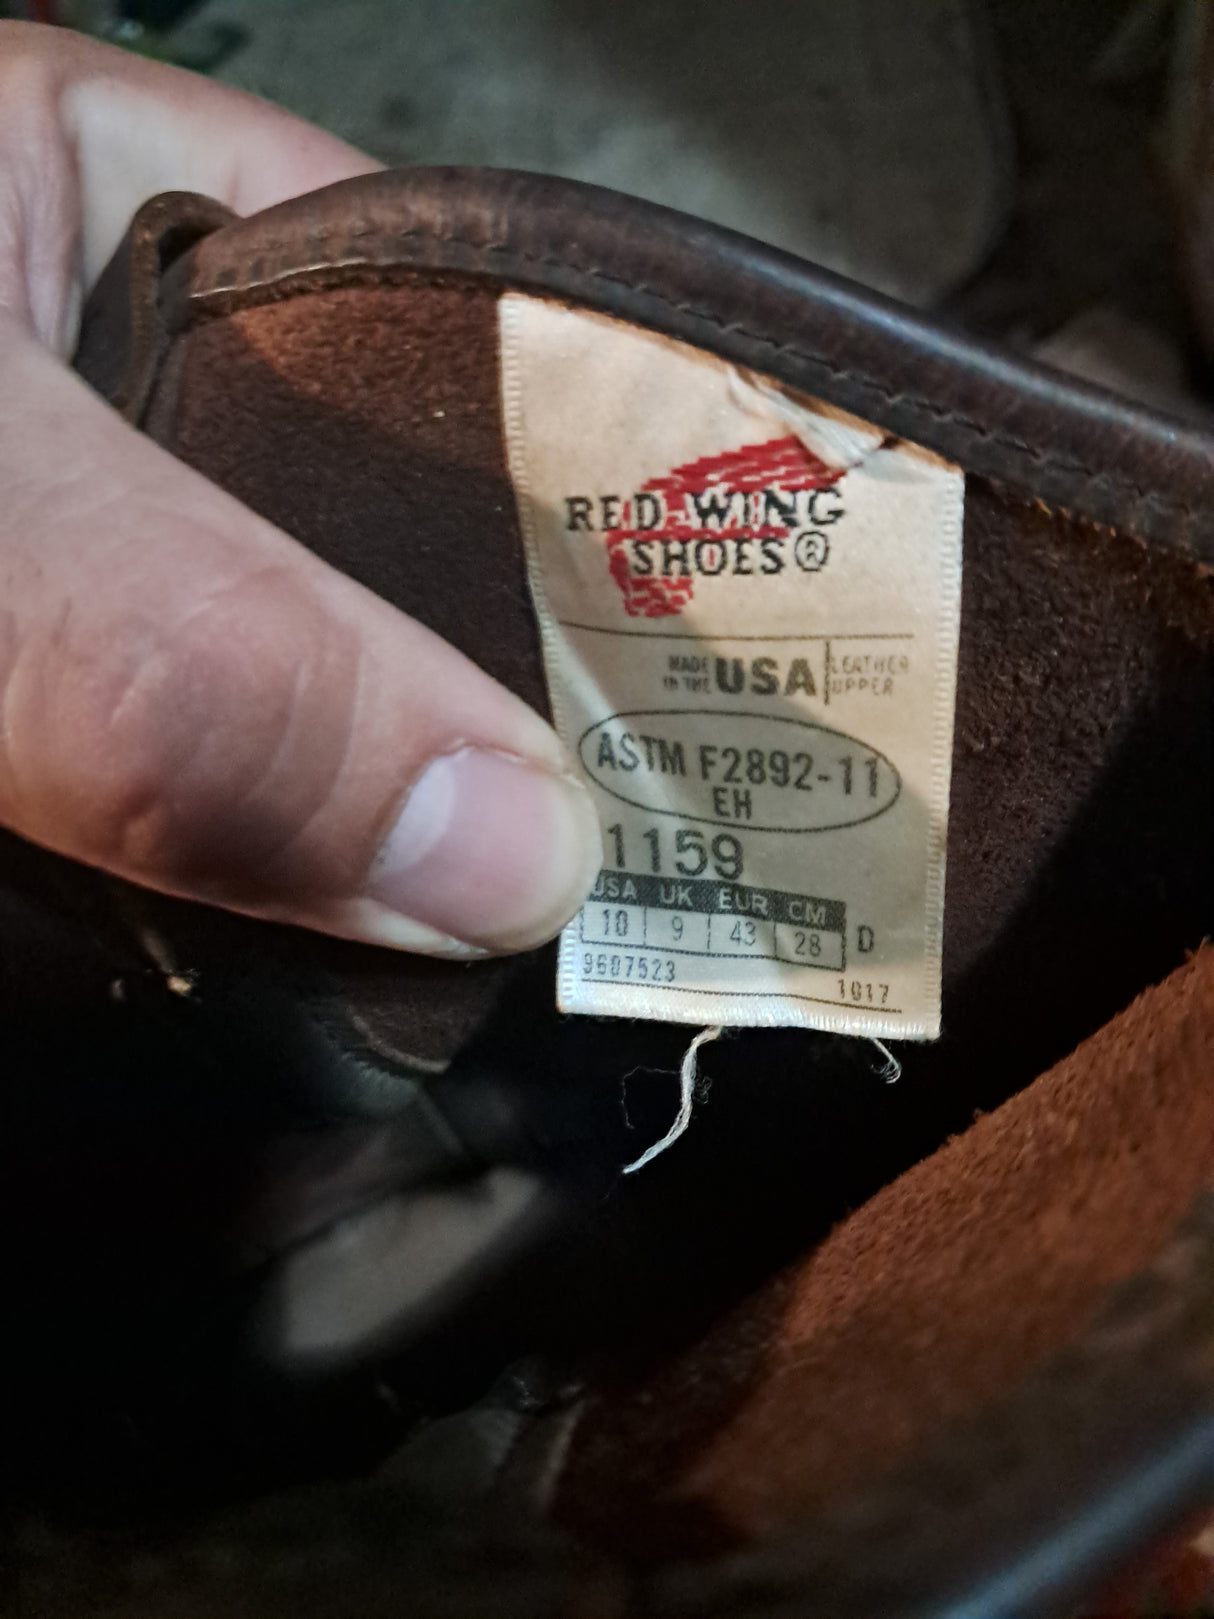 RED WING
SHOES®
MADE
IN THE
USA
LEATHER
UPPER
ASTM F2892-11
EH
1159
USA UK EUR CM
10 9 43 28 D
9607523
1017